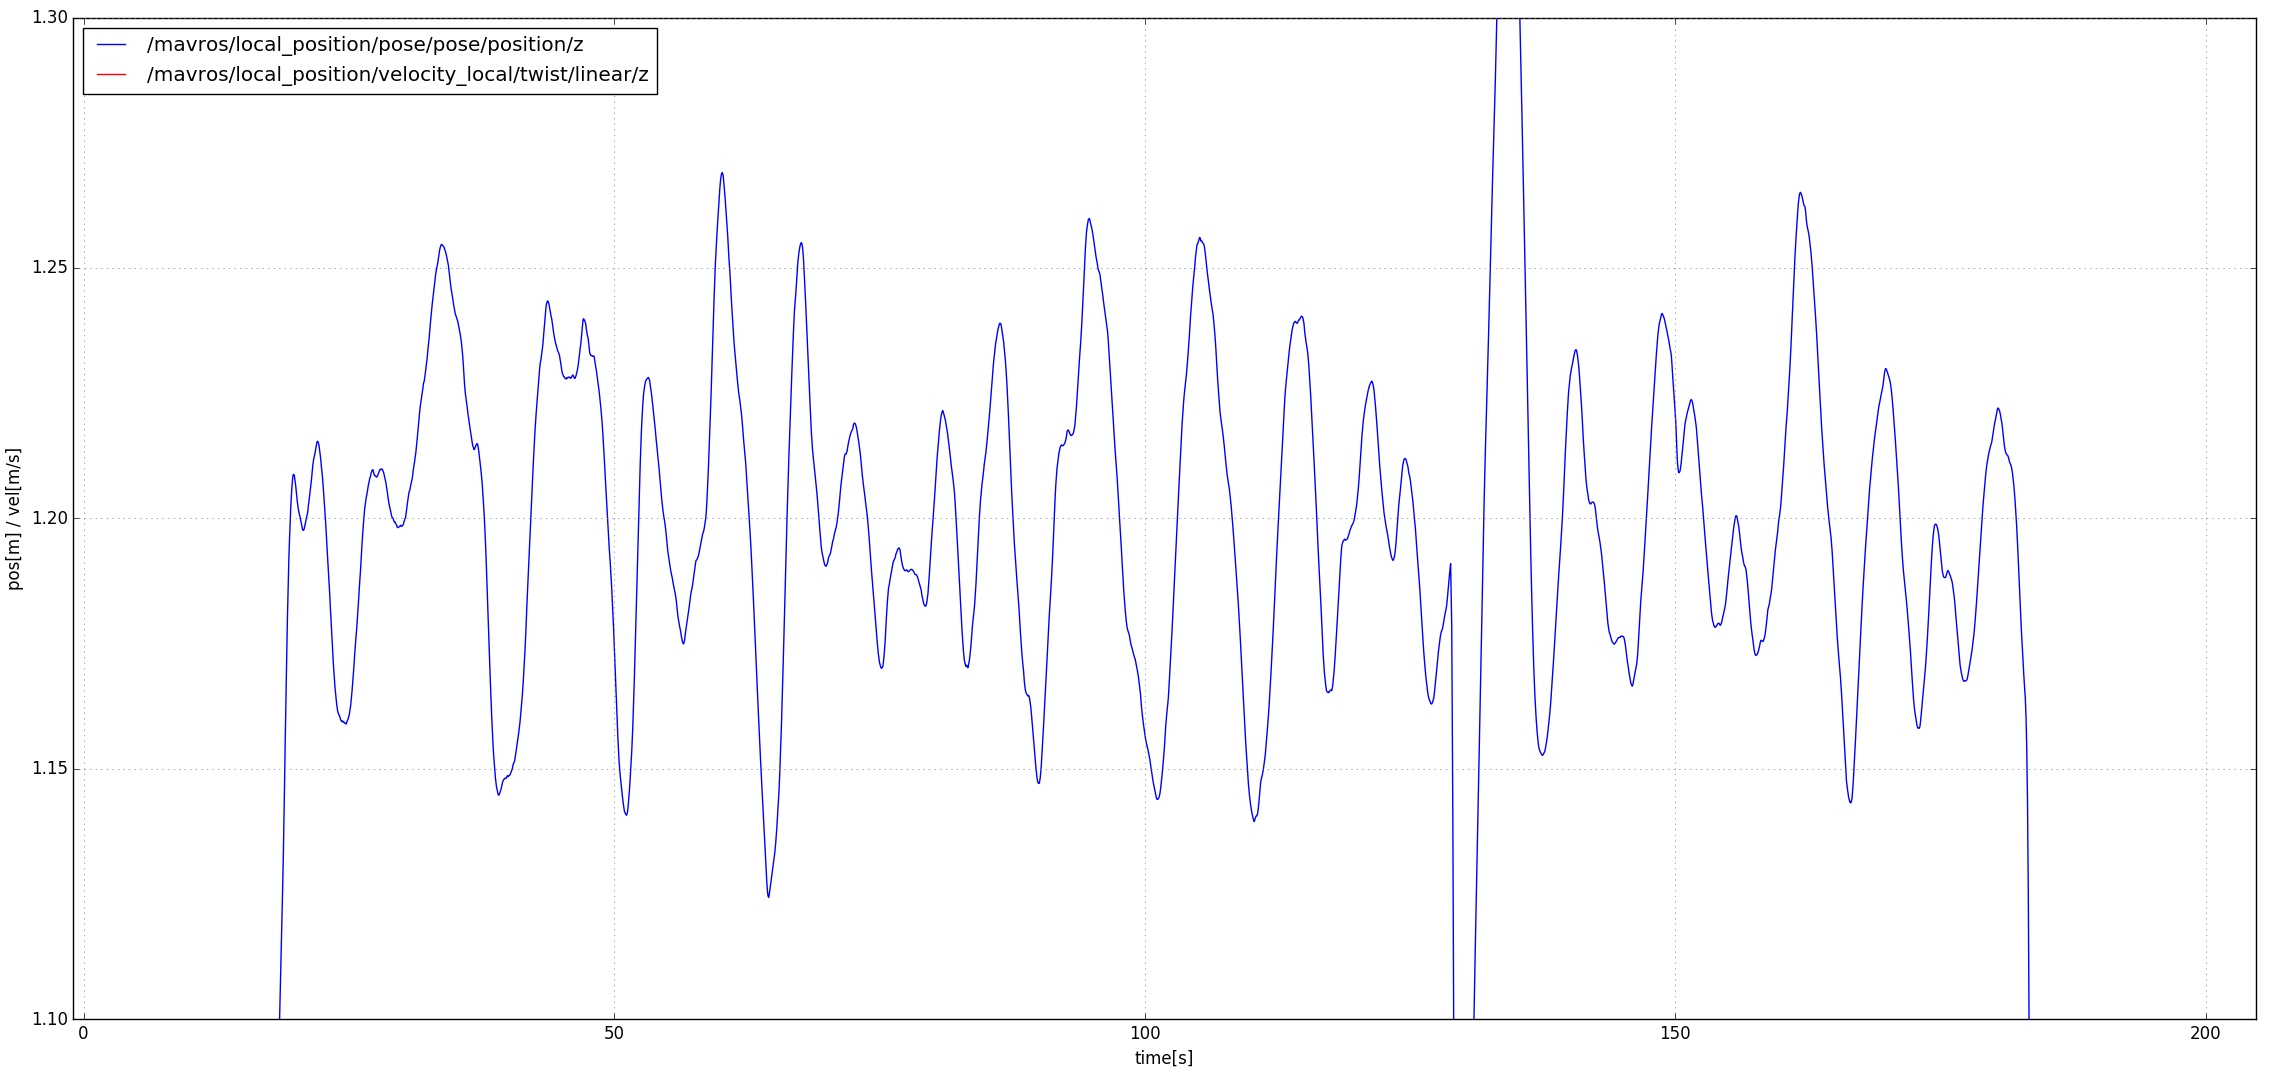 /mavros/local_position/pose/pose/position/z
/mavros/local_position/velocity_local/twist/linear/z
1.30
1.25
1.20
1.15
1.10
pos[m] / vel[m/s]
0
50
100
150
200
time[s]